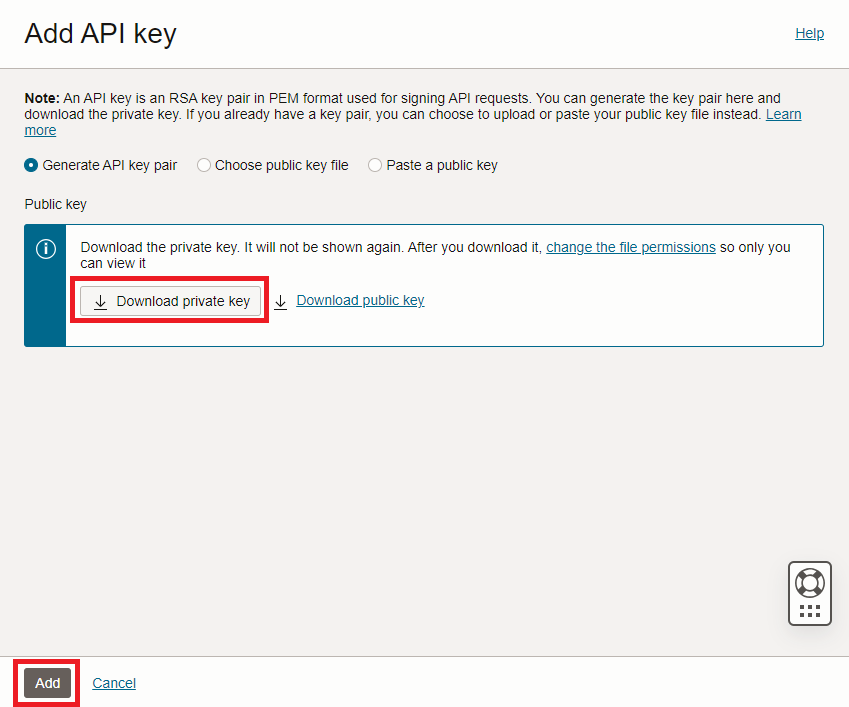 Add API key
Help
Note: An API key is an RSA key pair in PEM format used for signing API requests. You can generate the key pair here and
download the private key. If you already have a key pair, you can choose to upload or paste your public key file instead. Learn
more
Generate API key pair Choose public key file Paste a public key
Public key
Download the private key. It will not be shown again. After you download it, change the file permissions so only you
can view it
Download private key Download public key
Add Cancel